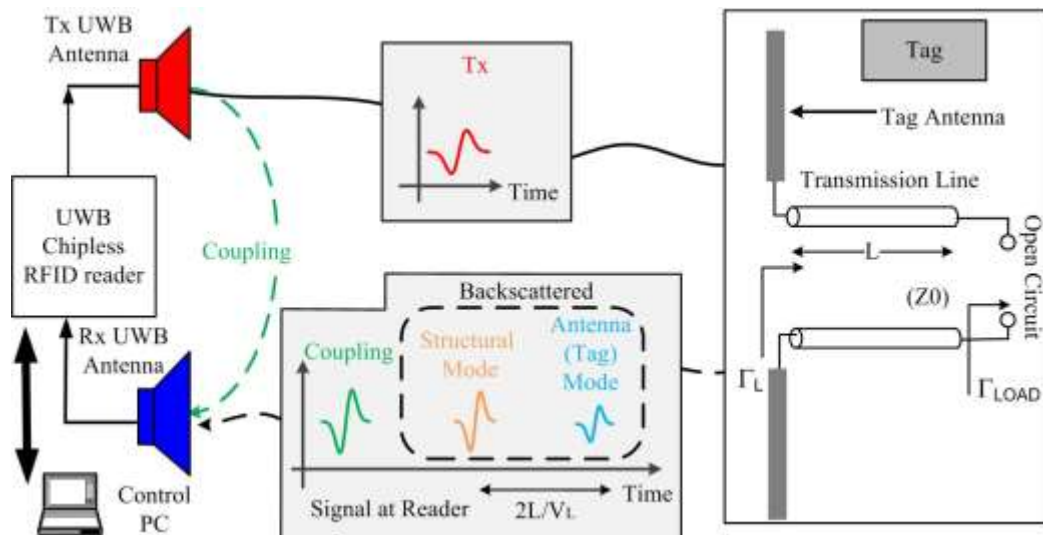 Tx UWB
Antenna
UWB
Chipless
RFID reader
Rx UWB
Antenna
Control
PC
Coupling
Tx
Time
Backscattered
Coupling
Structural
Mode
Antenna
(Tag)
Mode
Time
Signal at Reader
2L/VL
Tag
Tag Antenna
Transmission Line
L
Open Circuit
(Z0)
ΓL
ΓLOAD